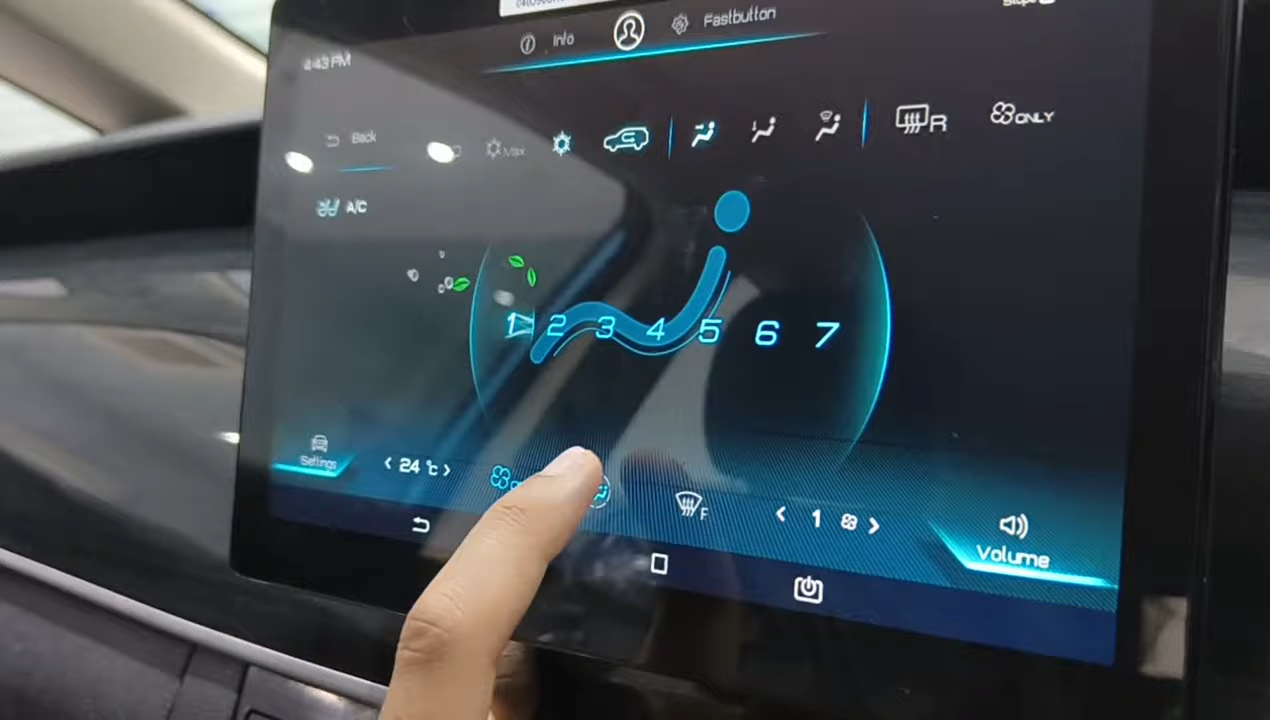 Info
Fastbutton
4:43 PM
Back
Max
R
ONLY
A/C
1 2 3 4 5 6 7
Settings
< 24 °C >
F
< 1 >
Volume